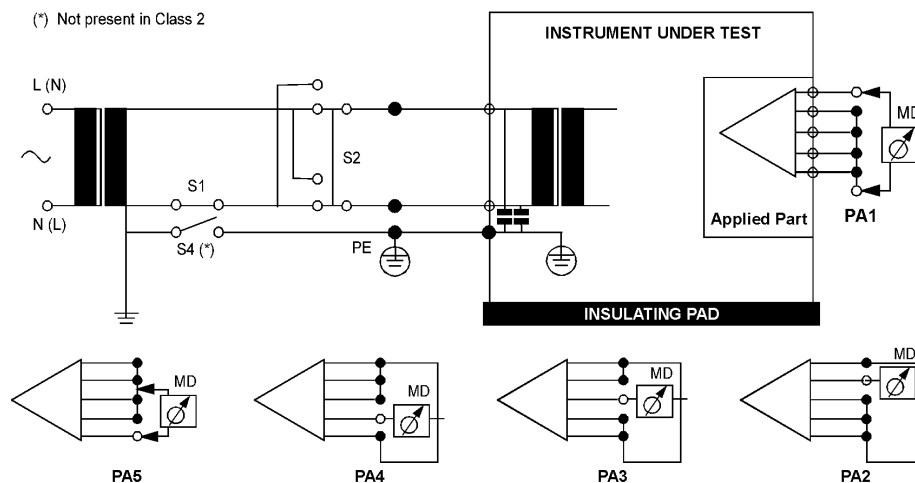 (*) Not present in Class 2
INSTRUMENT UNDER TEST
L (N)
MD
S2
S1
N (L)
S4 (*)
PE
Applied Part
PA1
INSULATING PAD
MD
MD
MD
MD
PA5
PA4
PA3
PA2